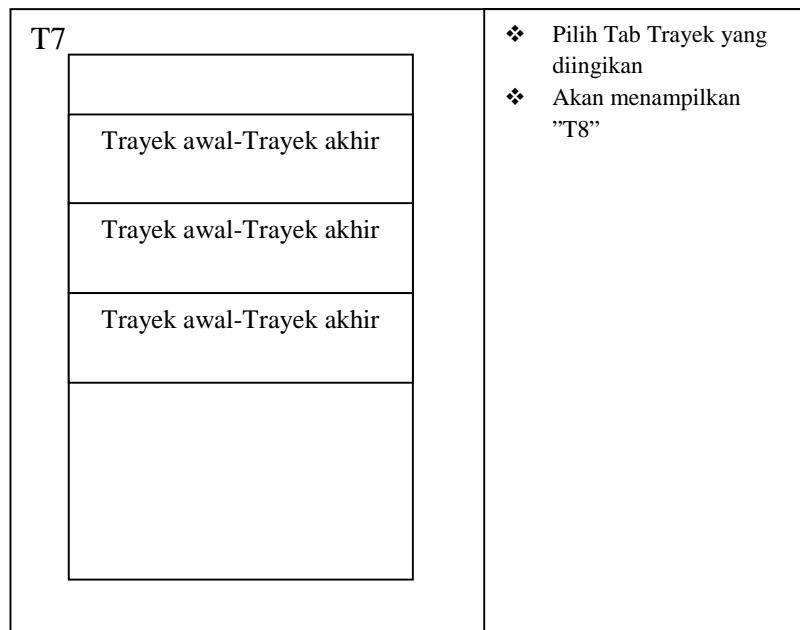 T7
Trayek awal-Trayek akhir
Trayek awal-Trayek akhir
Trayek awal-Trayek akhir
❖ Pilih Tab Trayek yang
diingikan
❖ Akan menampilkan
”T8”